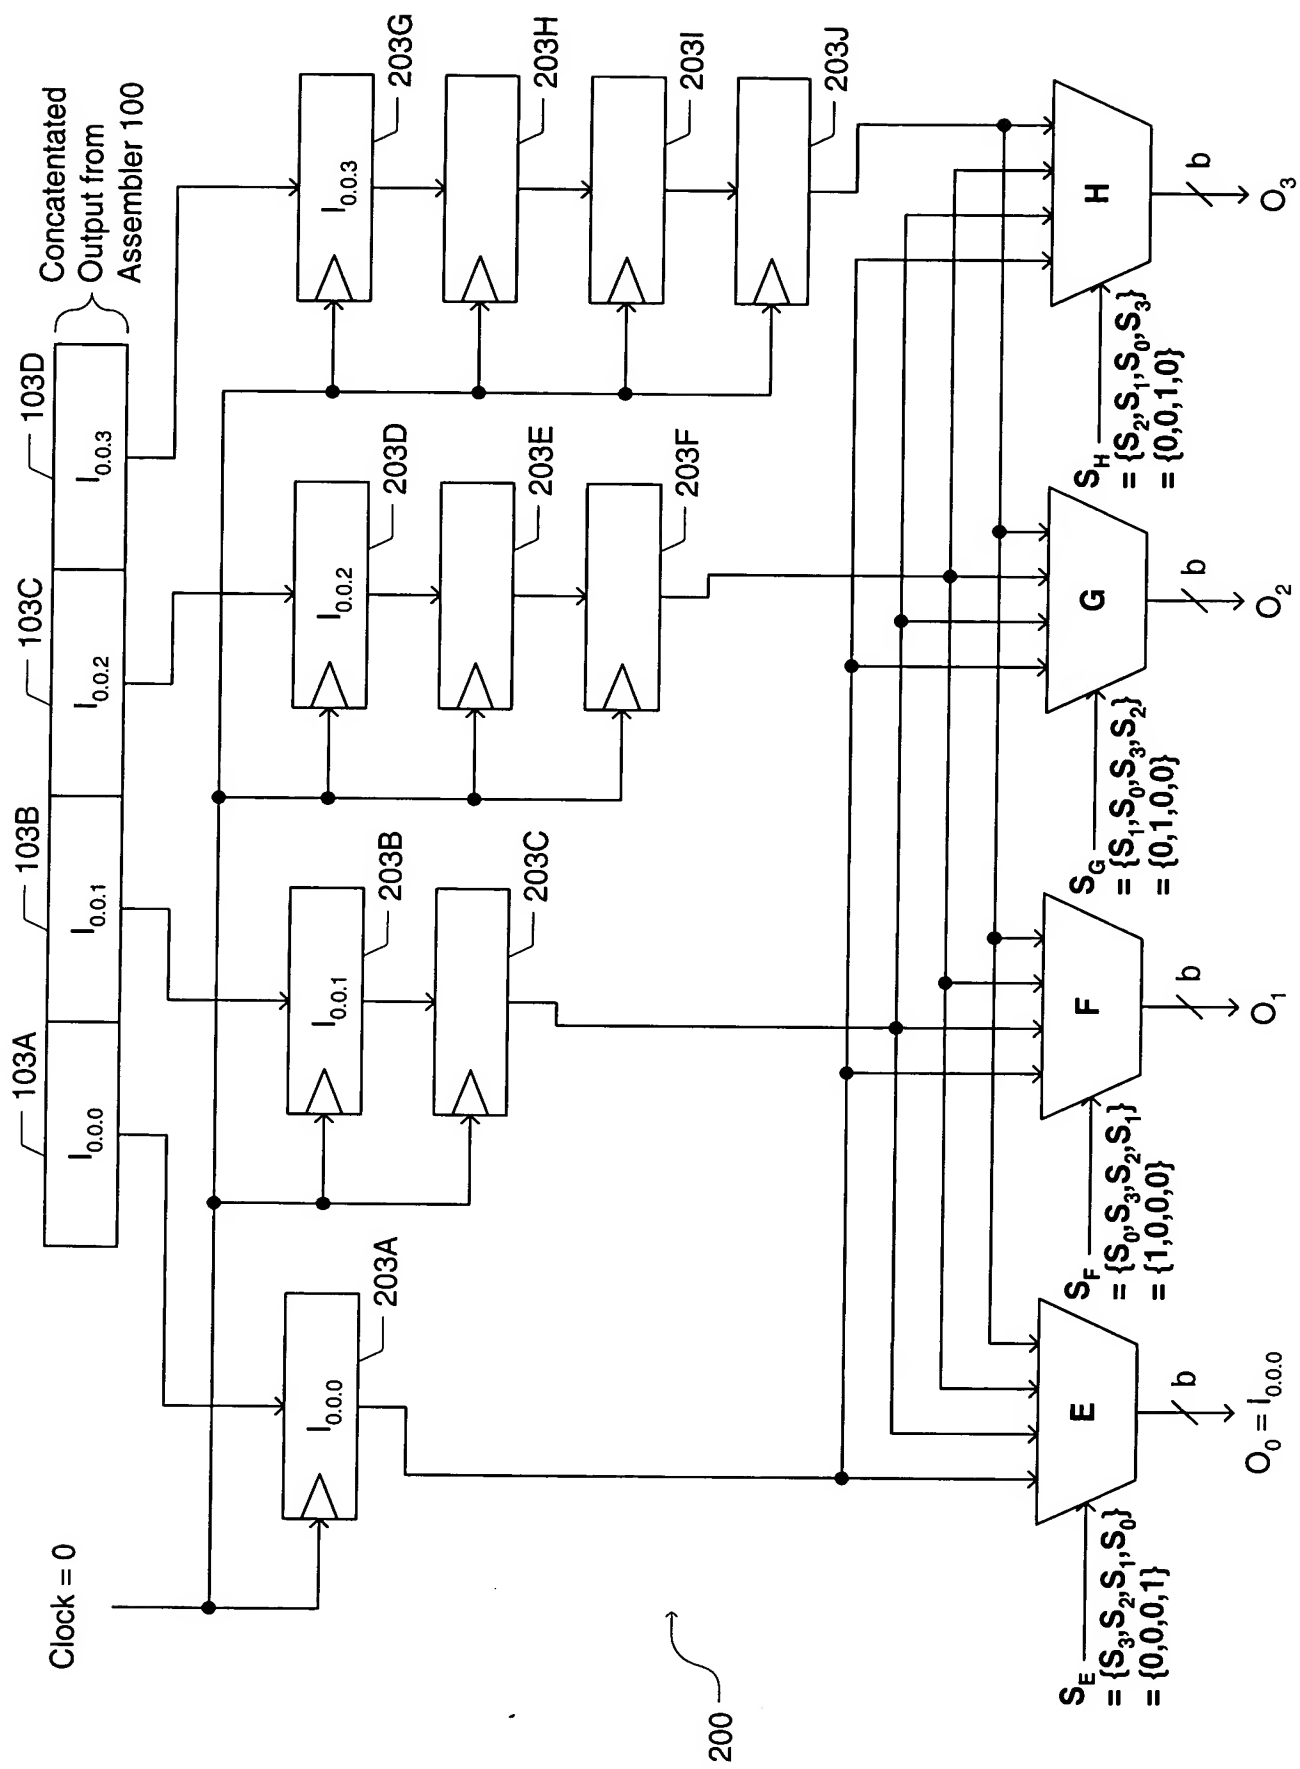 Clock = 0
Concatentated
Output from
Assembler 100
103A
103B
103C
103D
I0.0.0
I0.0.1
I0.0.2
I0.0.3
I0.0.0
203A
I0.0.1
203B
203C
I0.0.2
203D
203E
203F
I0.0.3
203G
203H
203I
203J
200
E
F
G
H
SE
= {S3,S2,S1,S0}
= {0,0,0,1}
SF
= {S0,S3,S2,S1}
= {1,0,0,0}
SG
= {S1,S0,S3,S2}
= {0,1,0,0}
SH
= {S2,S1,S0,S3}
= {0,0,1,0}
b
b
b
b
O0 = I0.0.0
O1
O2
O3